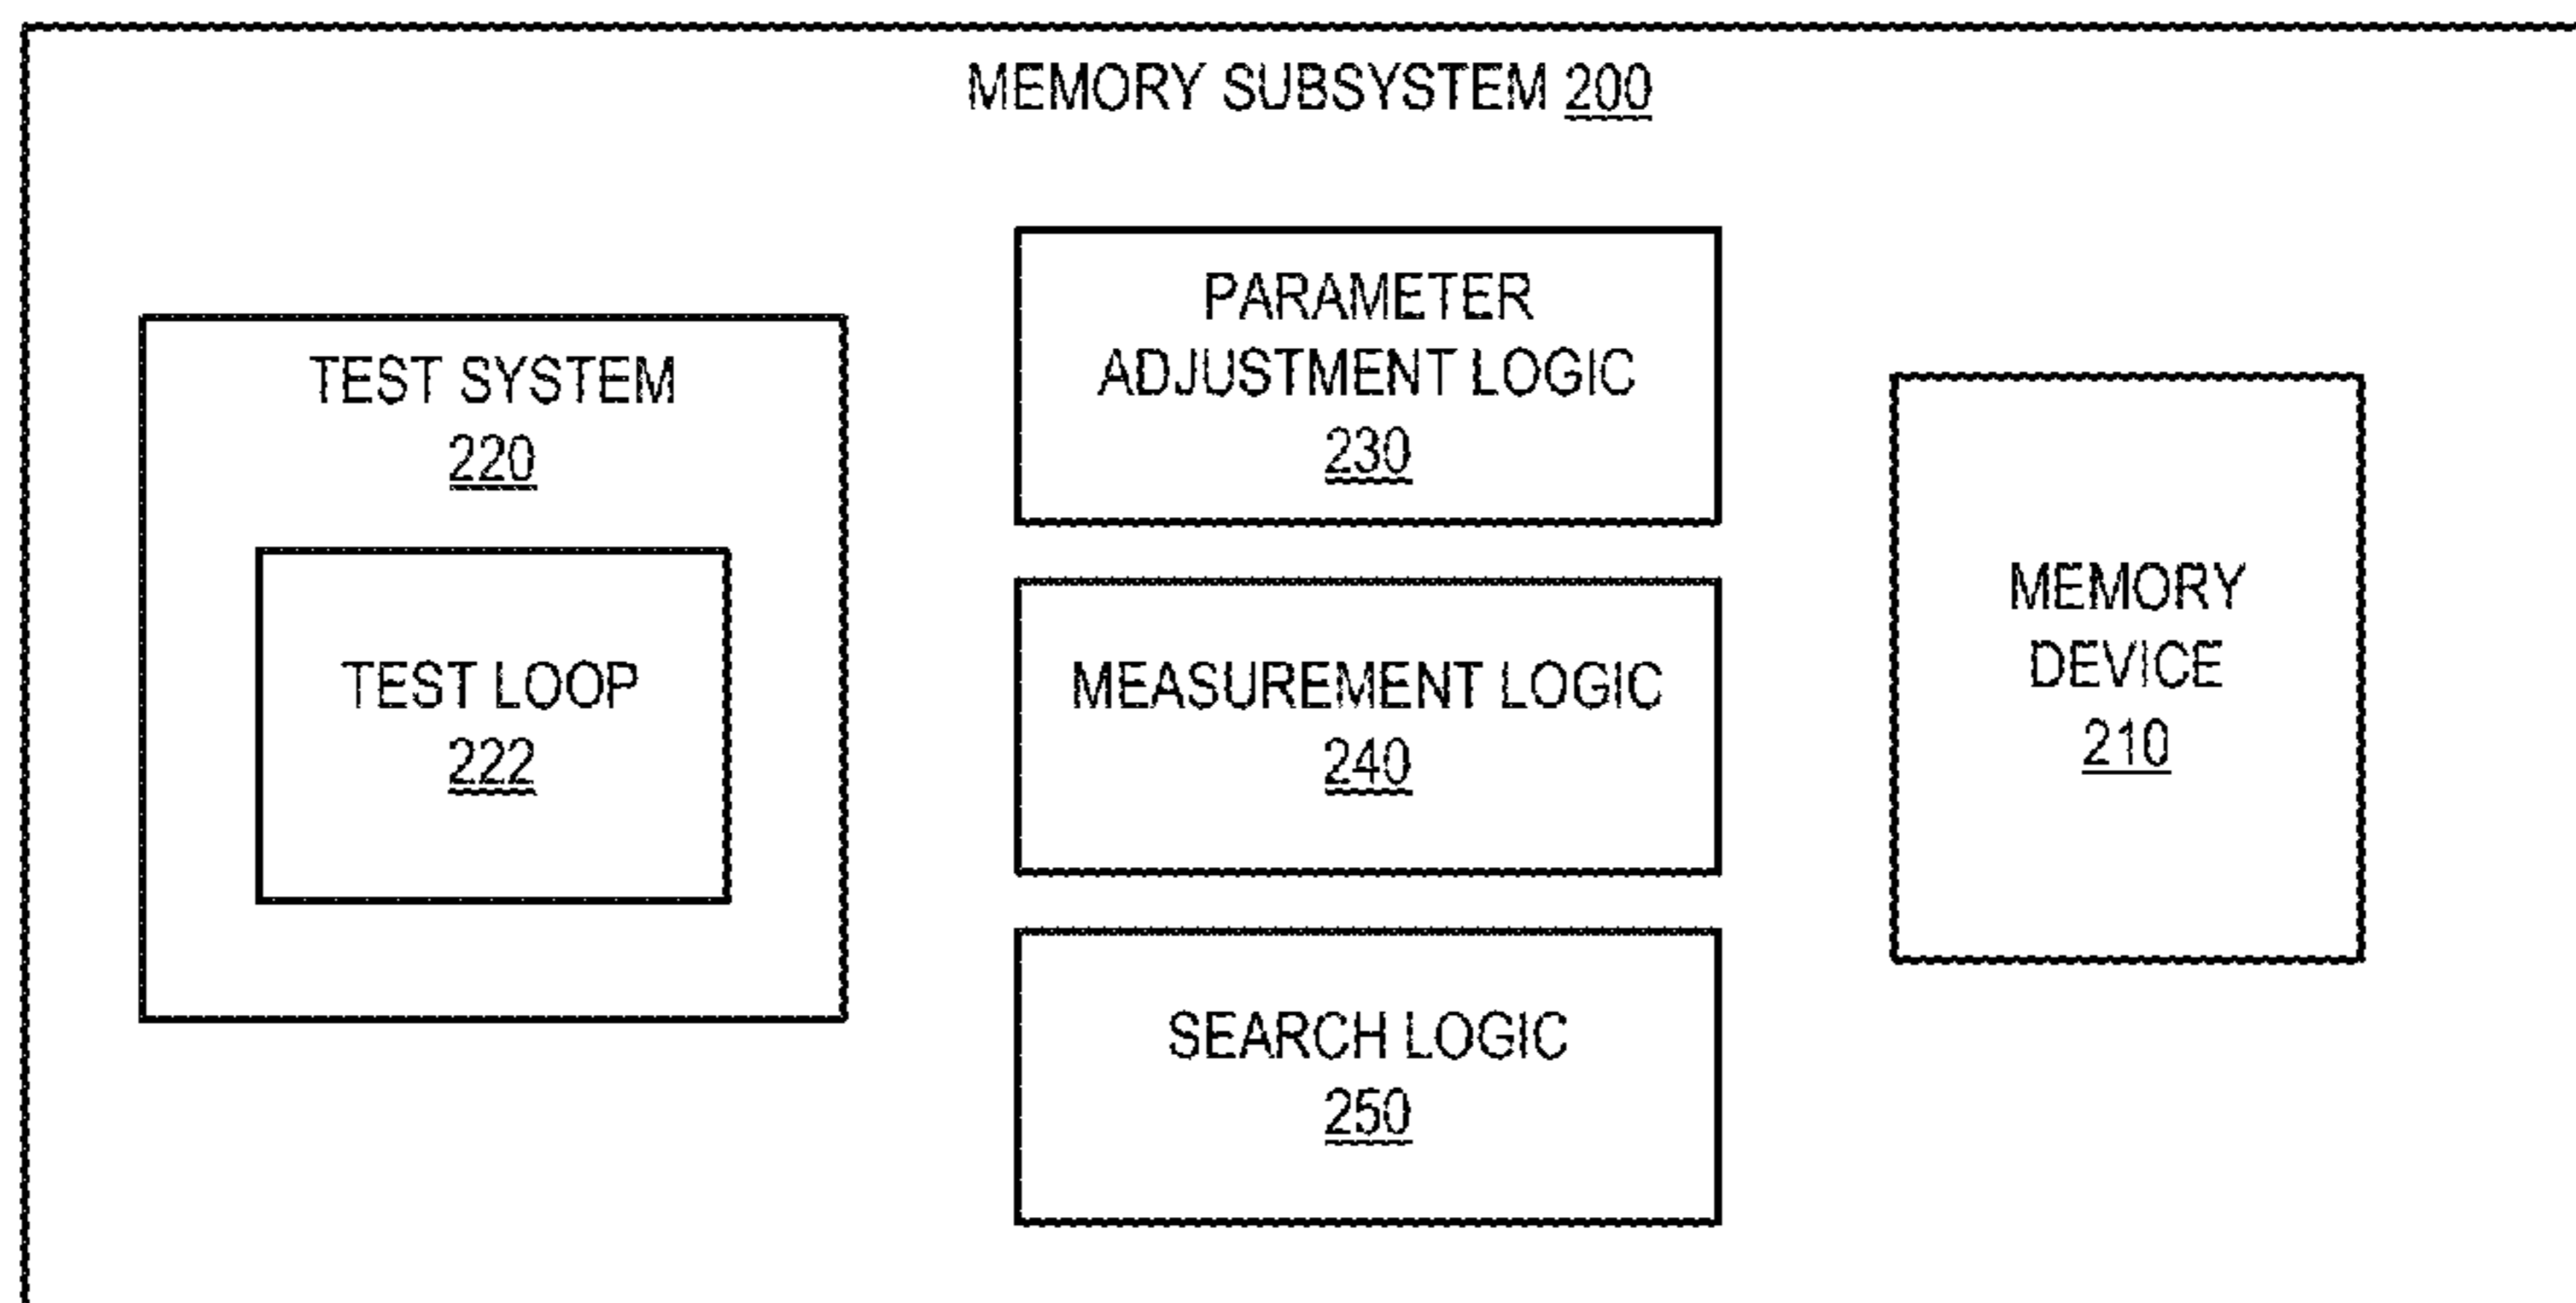 MEMORY SUBSYSTEM 200
TEST SYSTEM
220
TEST LOOP
222
PARAMETER
ADJUSTMENT LOGIC
230
MEASUREMENT LOGIC
240
SEARCH LOGIC
250
MEMORY
DEVICE
210